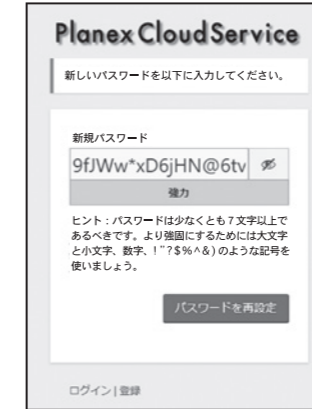 Planex CloudService
新しいパスワードを以下に入力してください。
新規パスワード
9fJWw*xD6jHN@6tv
強力
ヒント：パスワードは少なくとも７文字以上で
あるべきです。より強固にするためには大文字
と小文字、数字、! "? $ % ^ &) のような記号を
使いましょう。
パスワードを再設定
ログイン | 登録